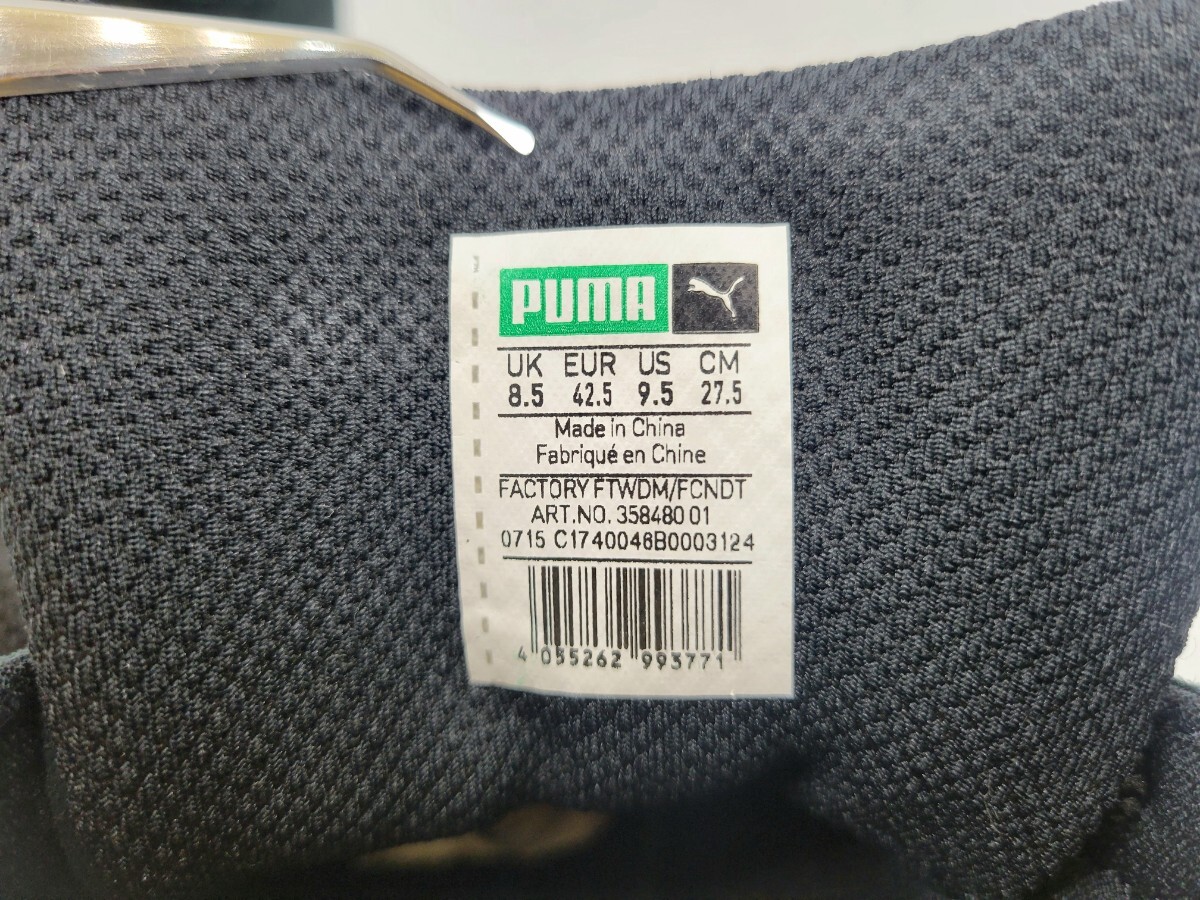 PUMA
UK EUR US CM
8.5 42.5 9.5 27.5
Made in China
Fabriqué en Chine
FACTORY FTWDM/FCNDT
ART.NO. 358480 01
0715 C1740046B0003124
4 055262 993771